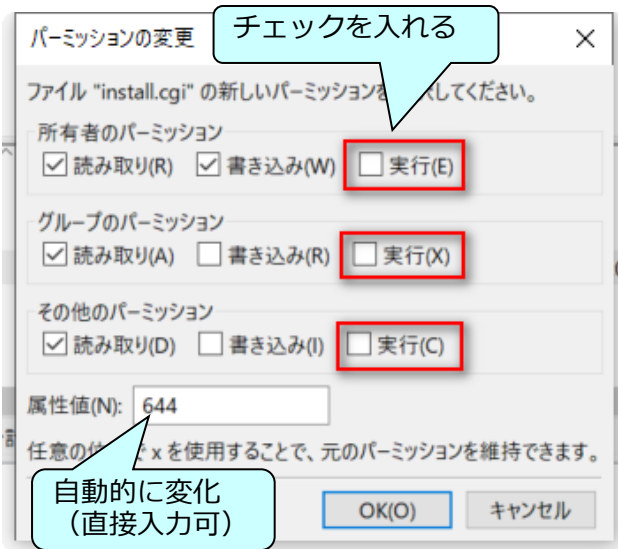 チェックを入れる
パーミッションの変更
ファイル "install.cgi" の新しいパーミッションを してください。
所有者のパーミッション
読み取り(R) 書き込み(W) 実行(E)
グループのパーミッション
読み取り(A) 書き込み(R) 実行(X)
その他のパーミッション
読み取り(D) 書き込み(I) 実行(C)
属性値(N): 644
任意の で x を使用することで、元のパーミッションを維持できます。
自動的に変化
（直接入力可）
OK(O) キャンセル